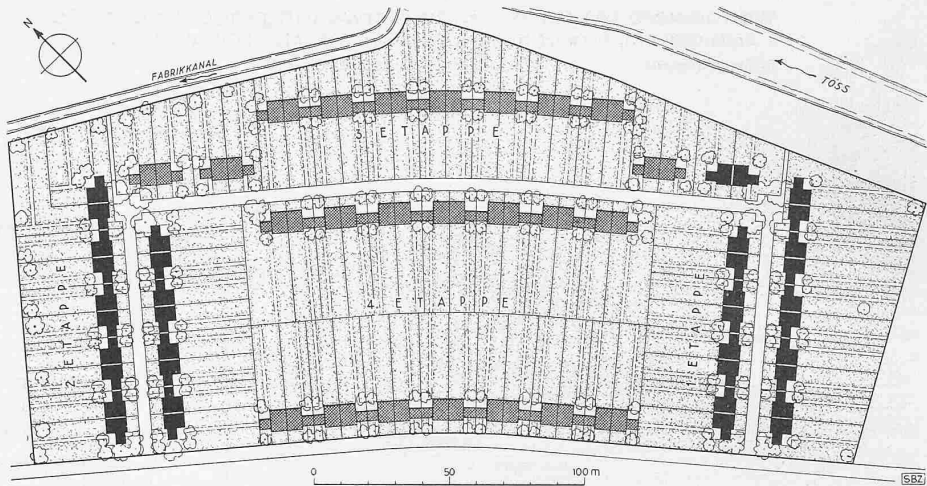 N
FABRIKKANAL
TÖSS
3. ETAPPE
2. ETAPPE
4. ETAPPE
1. ETAPPE
0 50 100 m
SBZ